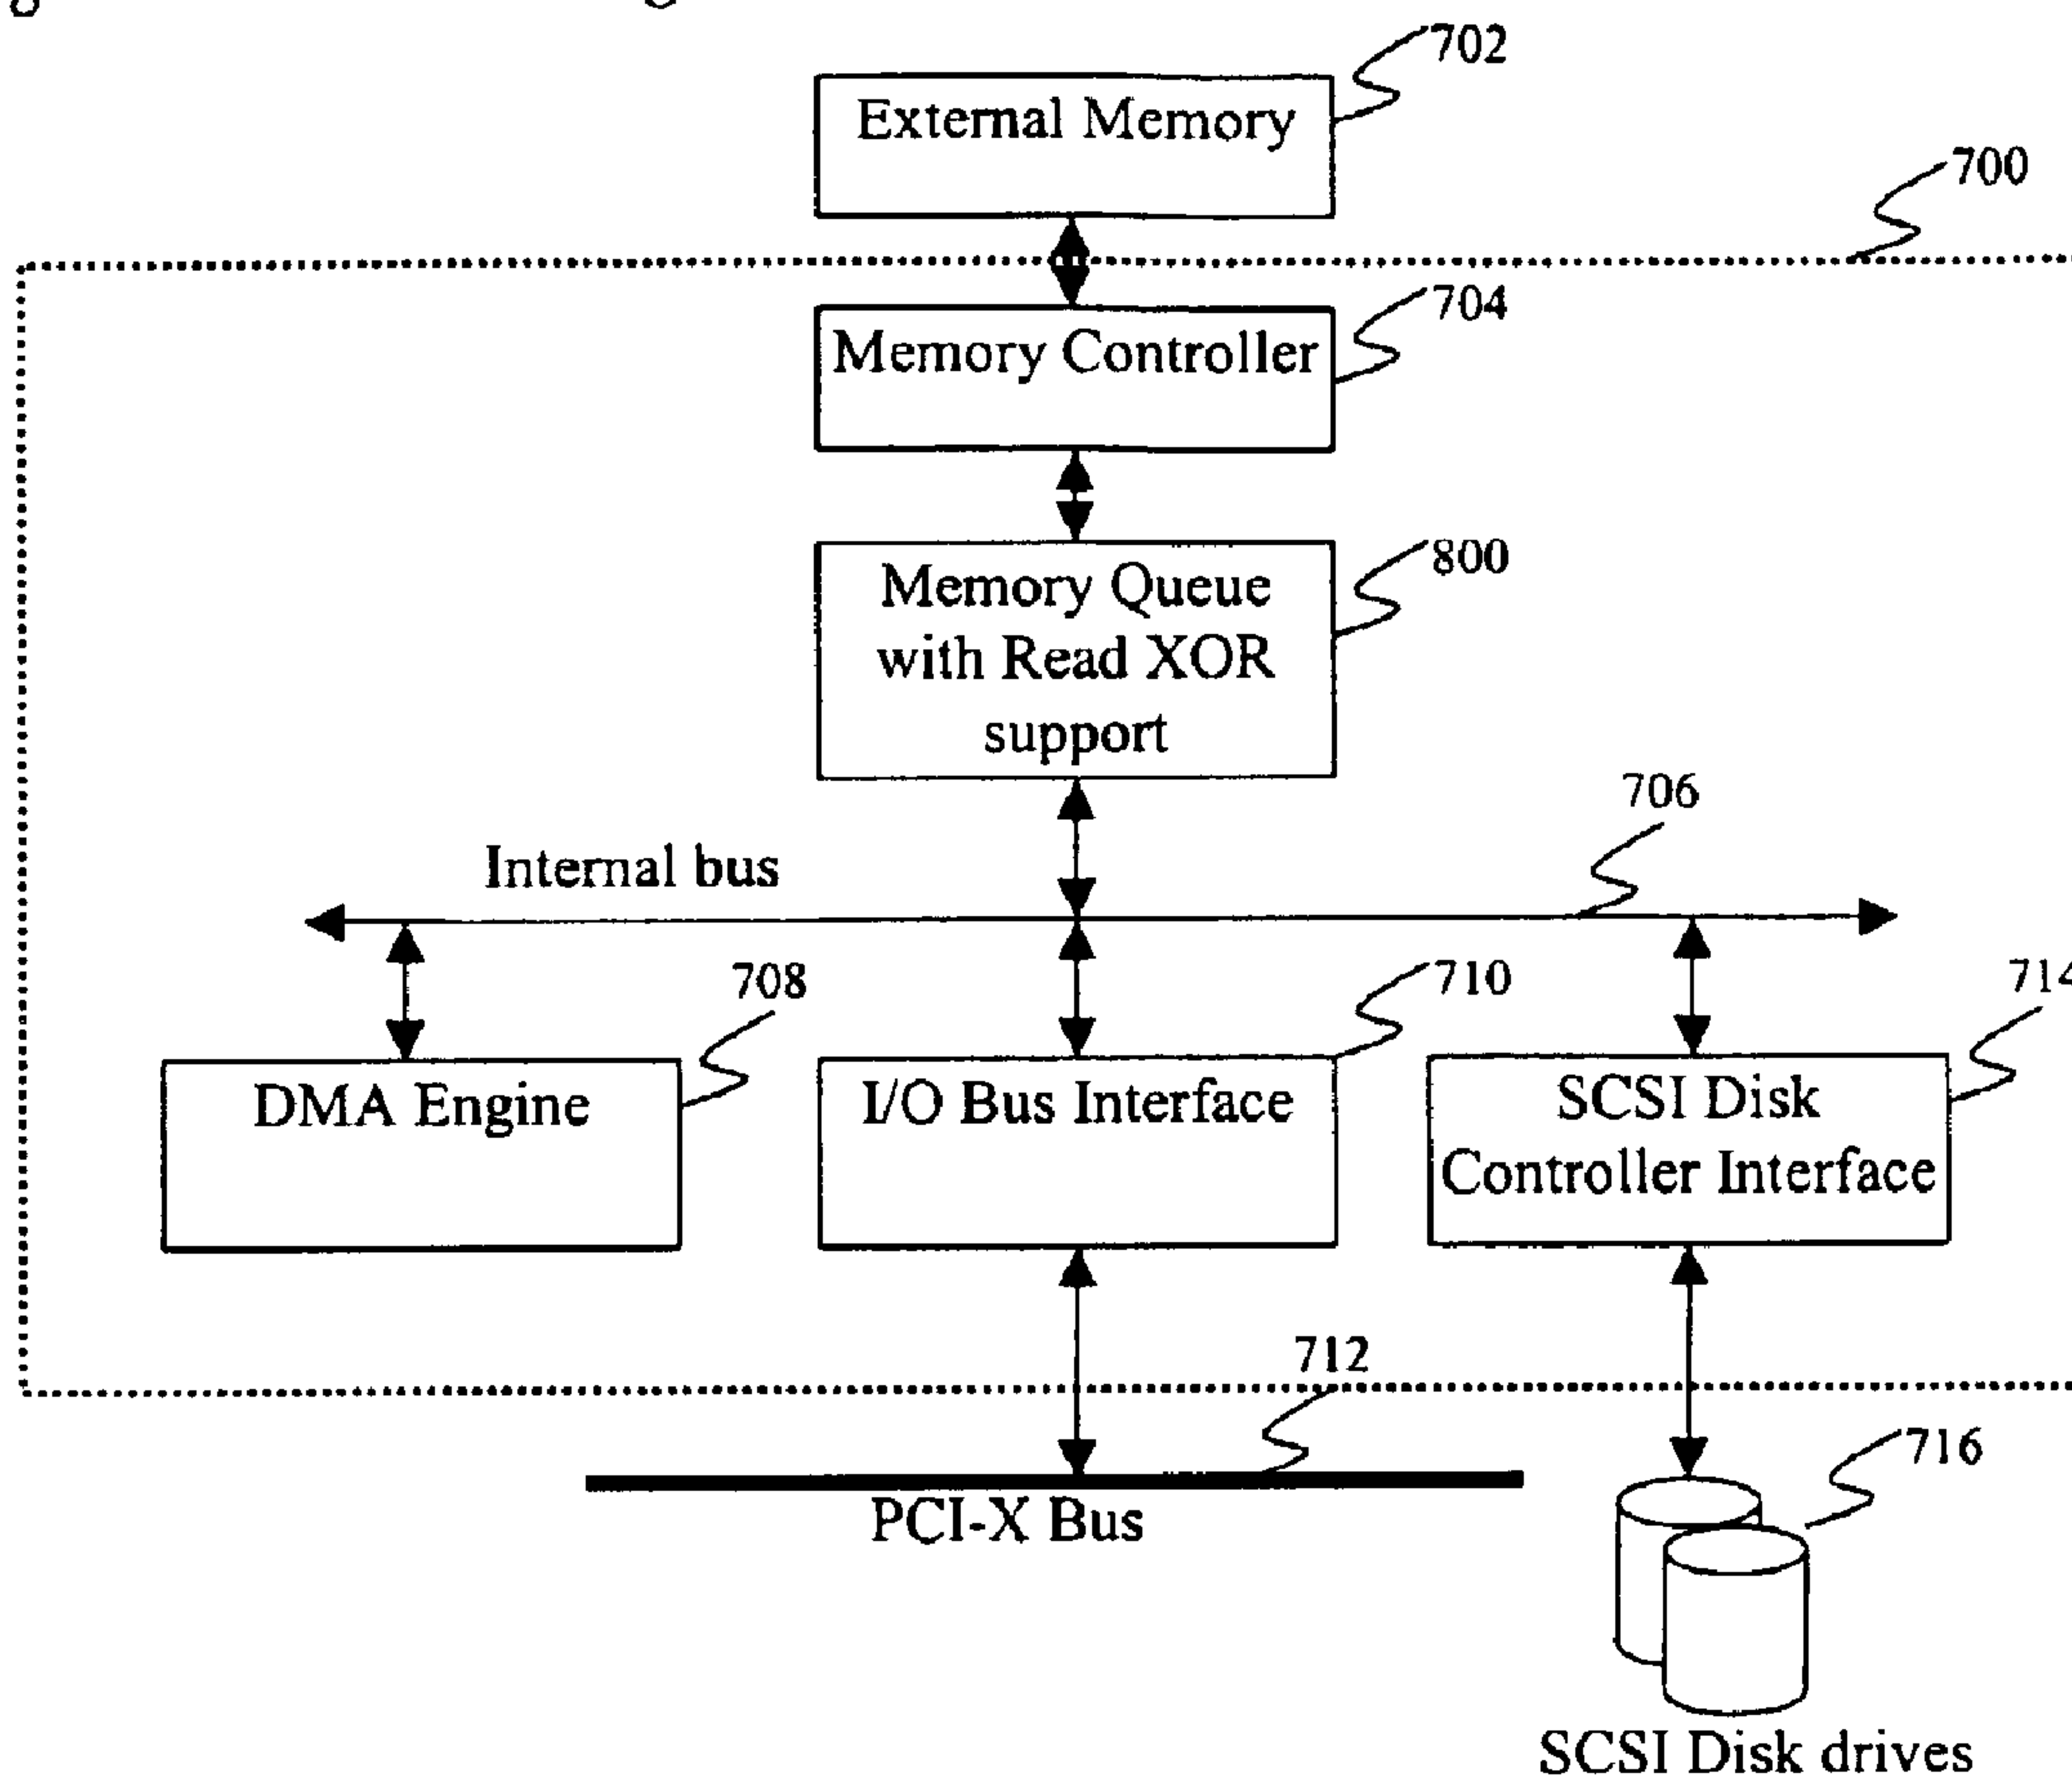 702
External Memory
700
704
Memory Controller
800
Memory Queue
with Read XOR
support
706
Internal bus
708
710
714
DMA Engine
I/O Bus Interface
SCSI Disk
Controller Interface
712
716
PCI-X Bus
SCSI Disk drives